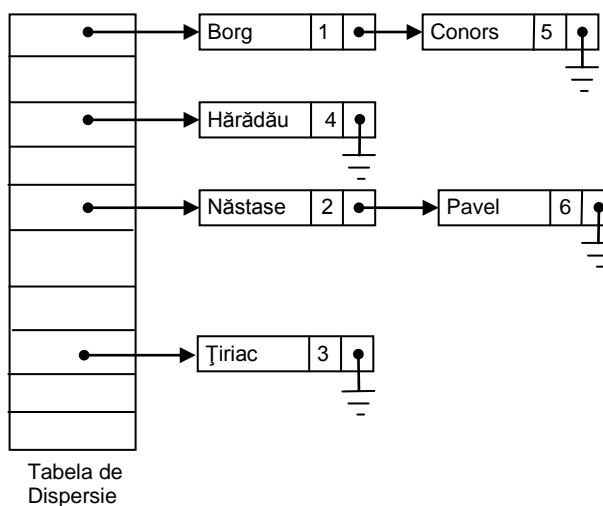 Borg 1 Conors 5
Hărădău 4
Năstase 2 Pavel 6
Ţiriac 3
Tabela de
Dispersie